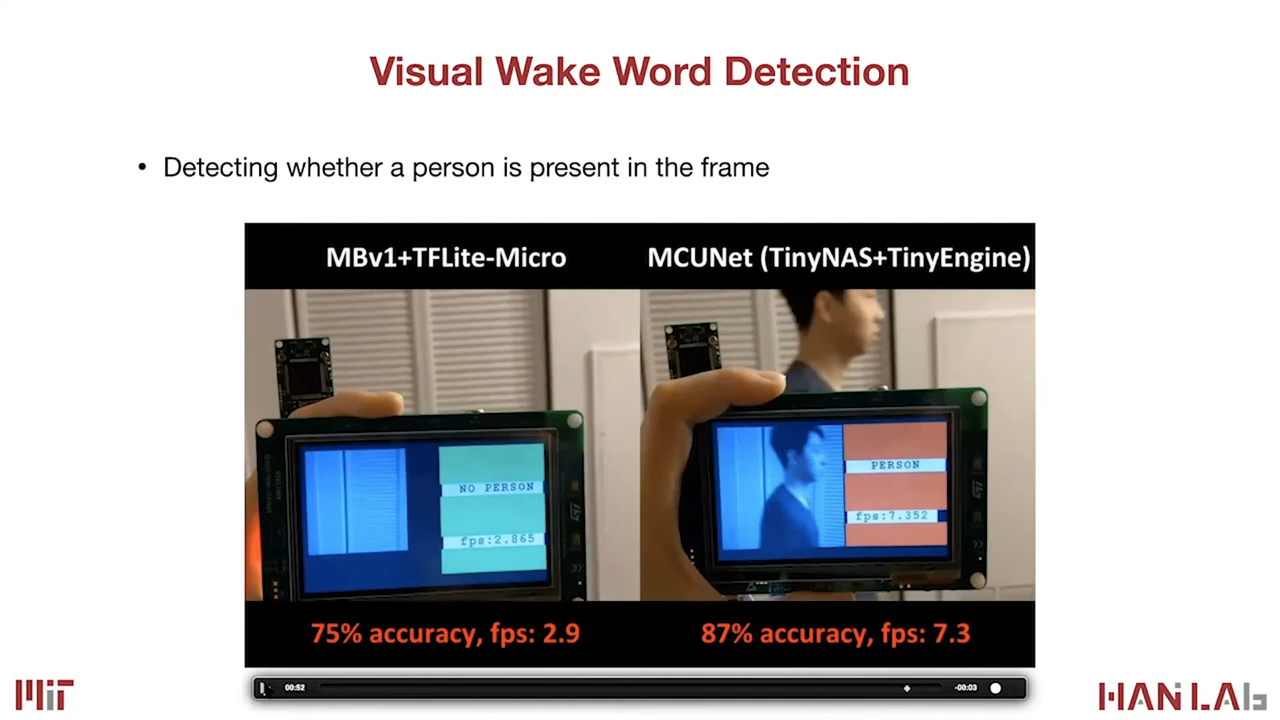 Visual Wake Word Detection
• Detecting whether a person is present in the frame
MBv1+TFLite-Micro
MCUNet (TinyNAS+TinyEngine)
NO PERSON
fps:2.865
PERSON
fps:7.352
75% accuracy, fps: 2.9
87% accuracy, fps: 7.3
00:52
-00:03
MIT
HAN LAB